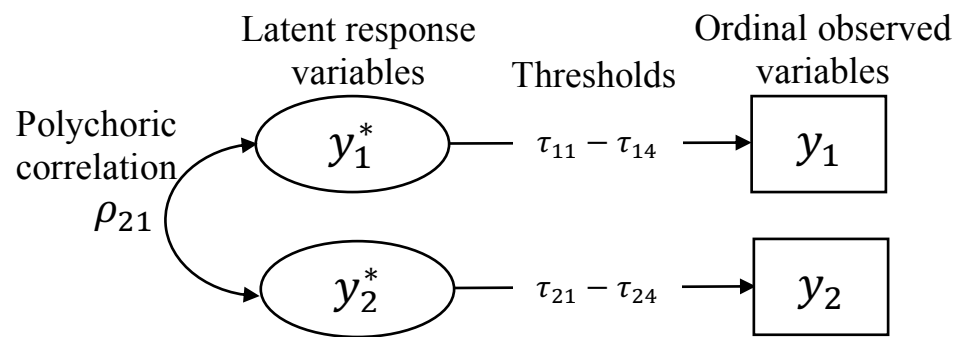 Latent response
variables
Thresholds
Ordinal observed
variables
Polychoric
correlation
ρ₂₁
y₁*
τ₁₁ − τ₁₄
y₁
y₂*
τ₂₁ − τ₂₄
y₂